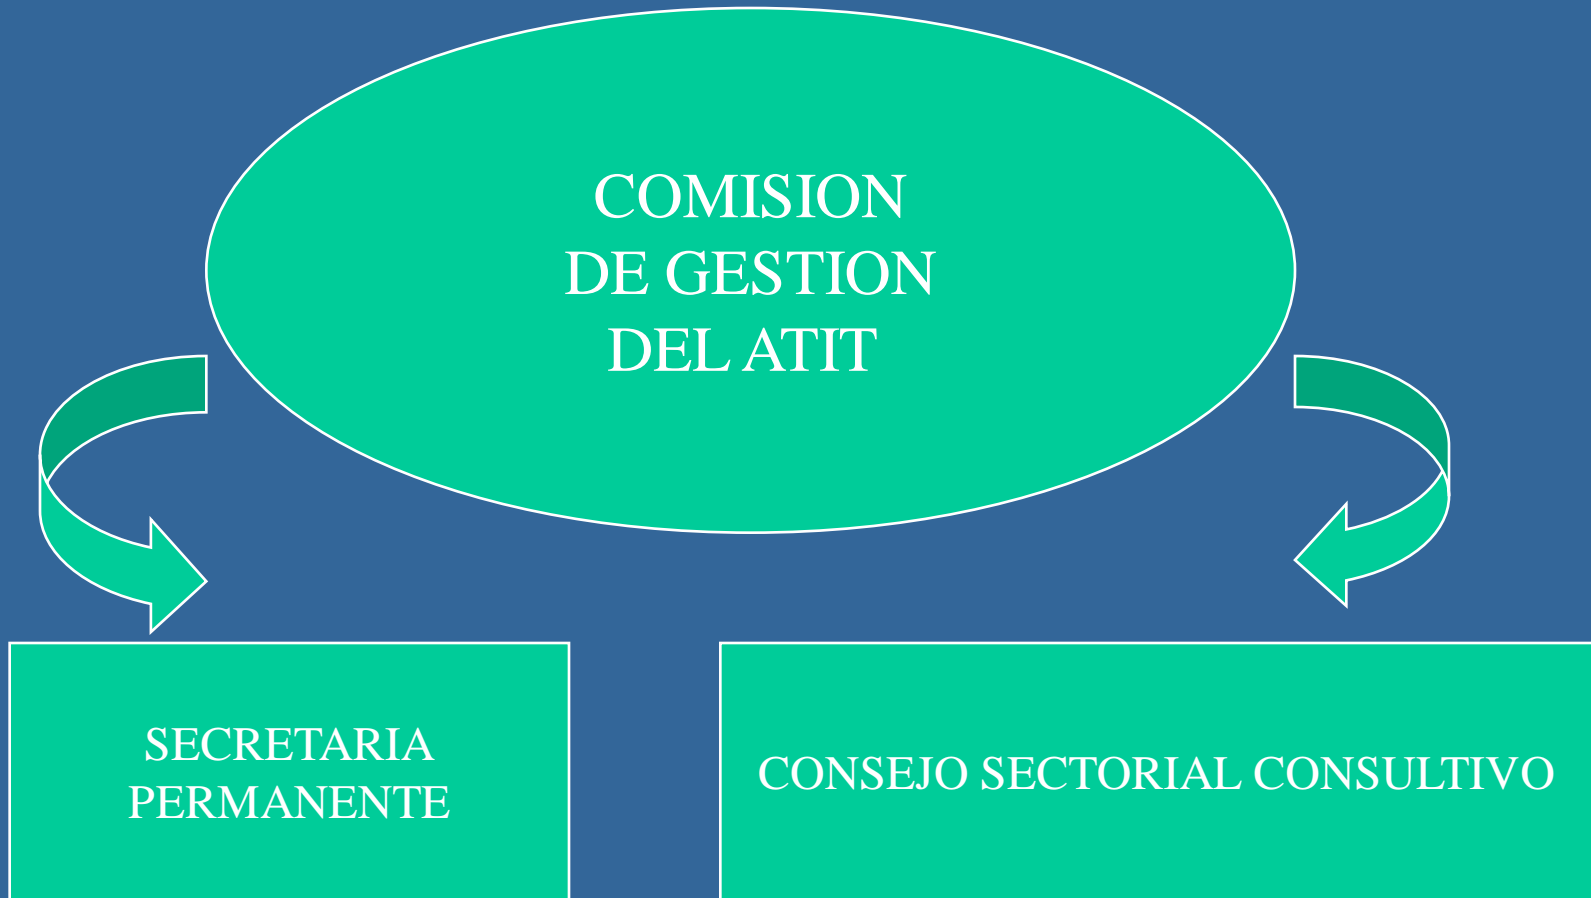 COMISION
DE GESTION
DEL ATIT
SECRETARIA
PERMANENTE
CONSEJO SECTORIAL CONSULTIVO